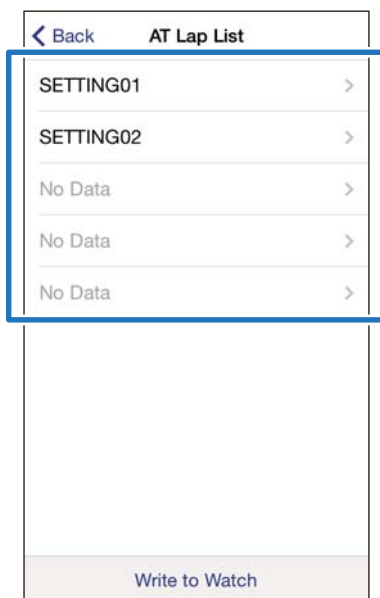 Back AT Lap List
SETTING01
SETTING02
No Data
No Data
No Data
Write to Watch